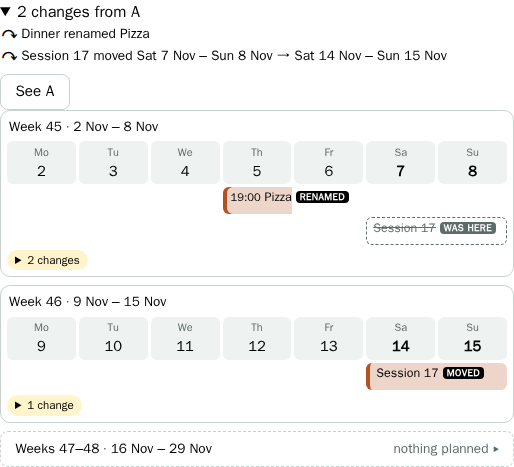 ▼ 2 changes from A
↷ Dinner renamed Pizza
↷ Session 17 moved Sat 7 Nov – Sun 8 Nov → Sat 14 Nov – Sun 15 Nov
See A
Week 45 · 2 Nov – 8 Nov
Mo Tu We Th Fr Sa Su
2 3 4 5 6 7 8
19:00 Pizza RENAMED
Session 17 WAS HERE
▶ 2 changes
Week 46 · 9 Nov – 15 Nov
Mo Tu We Th Fr Sa Su
9 10 11 12 13 14 15
Session 17 MOVED
▶ 1 change
Weeks 47–48 · 16 Nov – 29 Nov nothing planned ▸